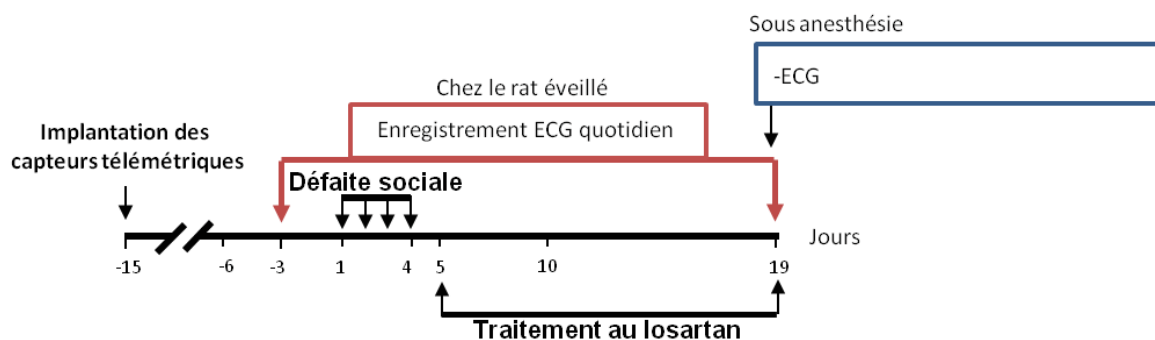 Sous anesthésie
-ECG
Chez le rat éveillé
Enregistrement ECG quotidien
Implantation des
capteurs télémétriques
Défaite sociale
Jours
-15 -6 -3 1 4 5 10 19
Traitement au losartan